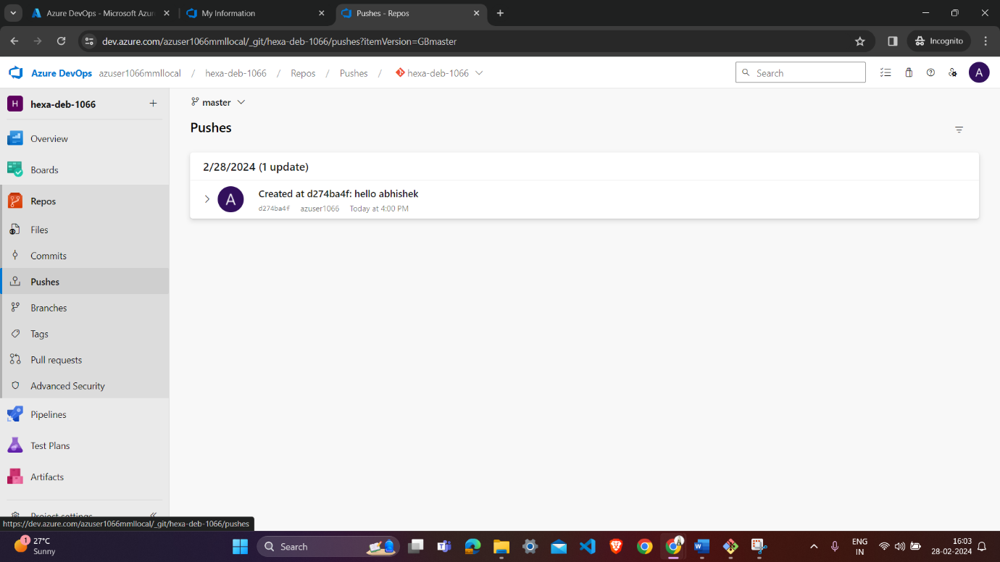 Azure DevOps - Microsoft Azur
My Information
Pushes - Repos
dev.azure.com/azuser1066mmllocal/_git/hexa-deb-1066/pushes?itemVersion=GBmaster
Incognito
Azure DevOps azuser1066mmllocal / hexa-deb-1066 / Repos / Pushes / hexa-deb-1066
Search
A
H hexa-deb-1066
master
Overview
Pushes
Boards
2/28/2024 (1 update)
Repos
A
Created at d274ba4f: hello abhishek
d274ba4f azuser1066 Today at 4:00 PM
Files
Commits
Pushes
Branches
Tags
Pull requests
Advanced Security
Pipelines
Test Plans
Artifacts
Project settings
https://dev.azure.com/azuser1066mmllocal/_git/hexa-deb-1066/pushes
1
27°C
Sunny
Search
ENG
IN
16:03
28-02-2024